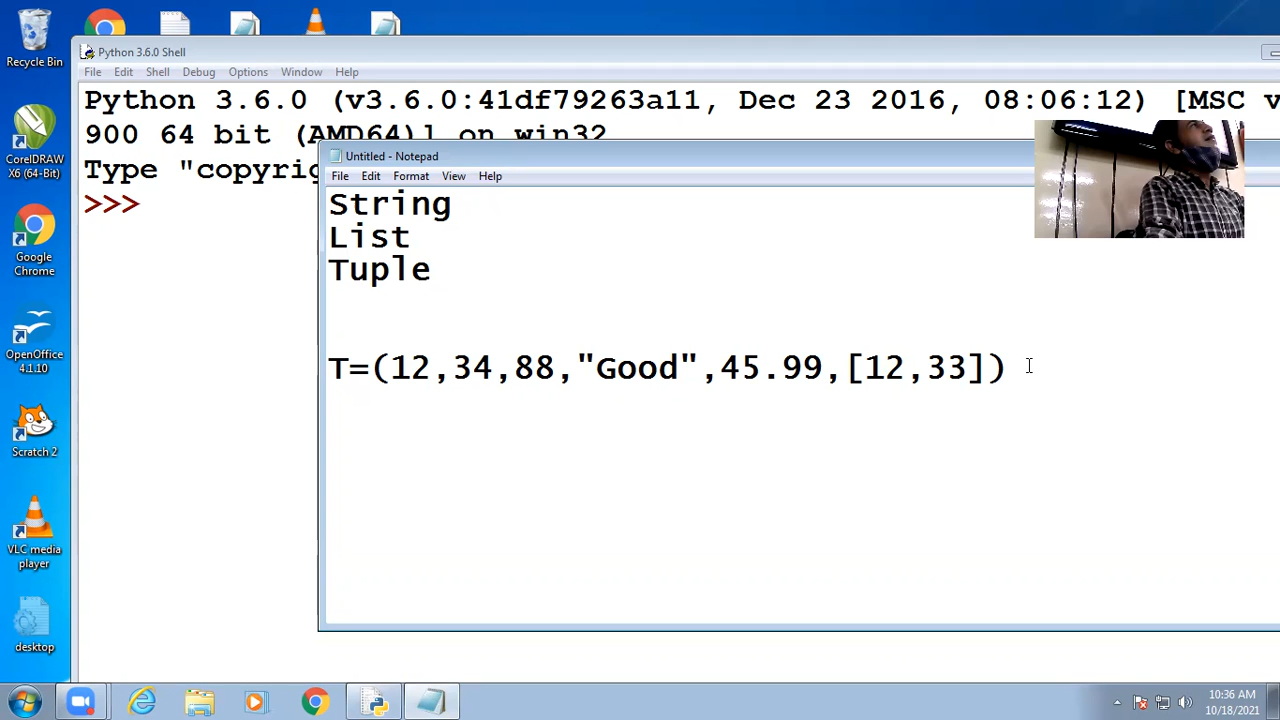 Recycle Bin
CorelDRAW
X6 (64-Bit)
Google
Chrome
OpenOffice
4.1.10
Scratch 2
VLC media
player
desktop
Python 3.6.0 Shell
File Edit Shell Debug Options Window Help
Python 3.6.0 (v3.6.0:41df79263a11, Dec 23 2016, 08:06:12) [MSC v
900 64 bit (AMD64)] on win32
Type "copyrig
>>>
Untitled - Notepad
File Edit Format View Help
String
List
Tuple
T=(12,34,88,"Good",45.99,[12,33])
10:36 AM
10/18/2021